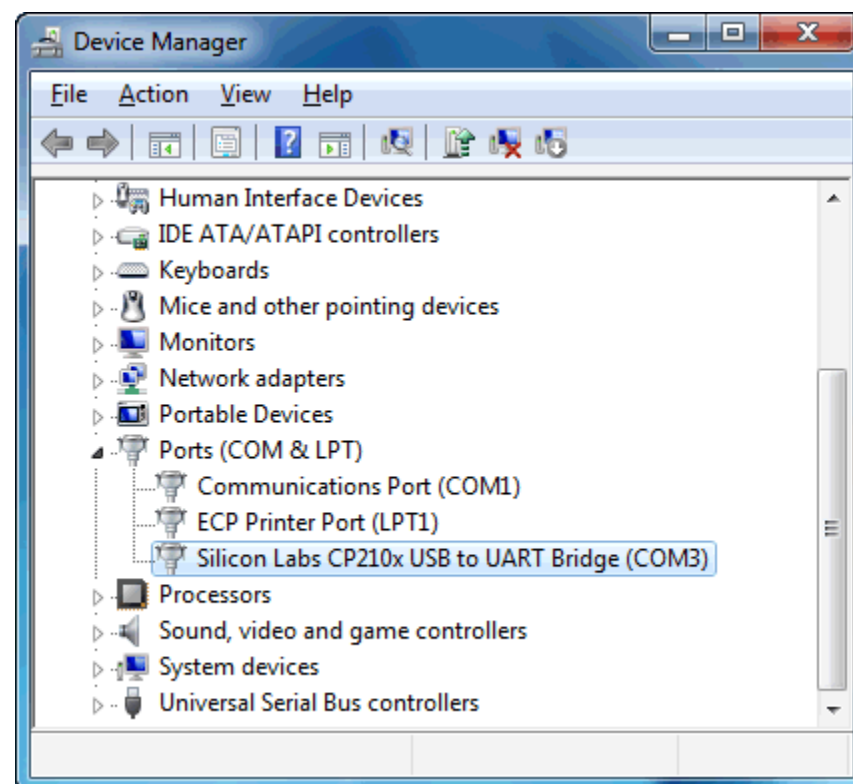 Device Manager
File Action View Help
Human Interface Devices
IDE ATA/ATAPI controllers
Keyboards
Mice and other pointing devices
Monitors
Network adapters
Portable Devices
Ports (COM & LPT)
Communications Port (COM1)
ECP Printer Port (LPT1)
Silicon Labs CP210x USB to UART Bridge (COM3)
Processors
Sound, video and game controllers
System devices
Universal Serial Bus controllers